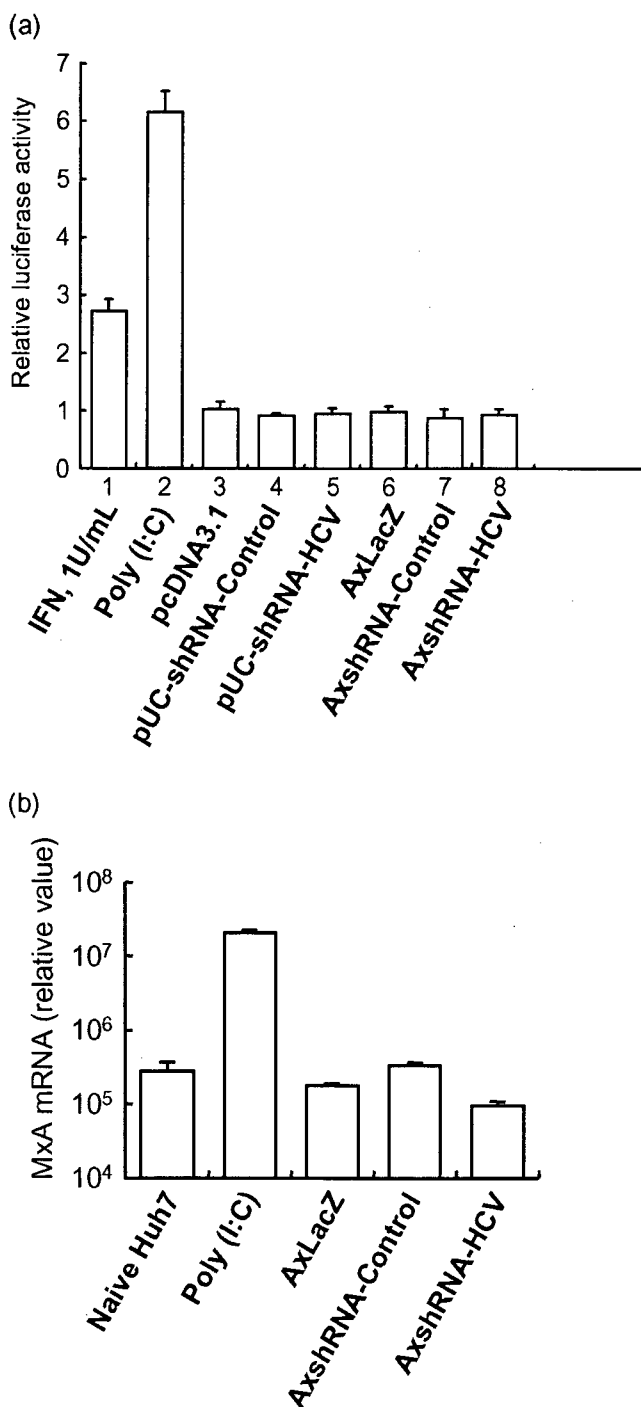 (a)
Relative luciferase activity
7
6
5
4
3
2
1
0
1 2 3 4 5 6 7 8
IFN, 1U/mL
Poly (I:C)
pcDNA3.1
pUC-shRNA-Control
pUC-shRNA-HCV
AxLacZ
AxshRNA-Control
AxshRNA-HCV
(b)
MxA mRNA (relative value)
10⁸
10⁷
10⁶
10⁵
10⁴
Naive Huh7
Poly (I:C)
AxLacZ
AxshRNA-Control
AxshRNA-HCV